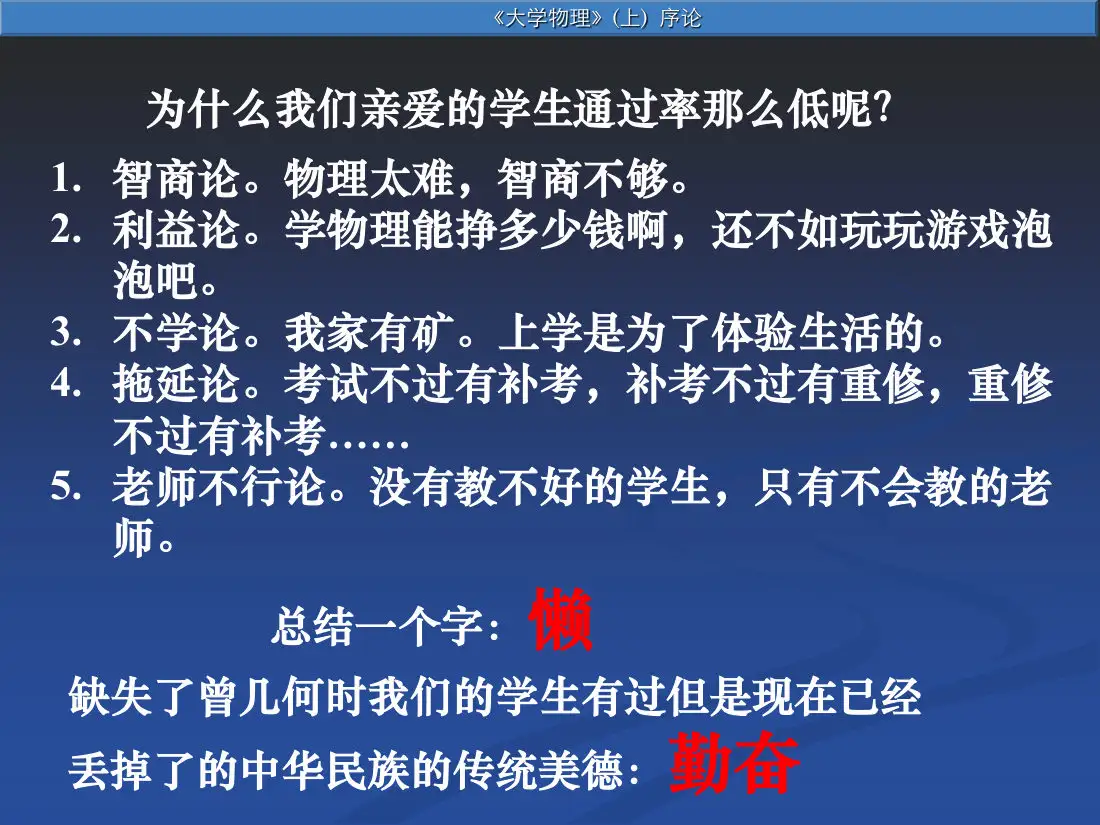 《大学物理》(上) 序论
为什么我们亲爱的学生通过率那么低呢？
1. 智商论。物理太难，智商不够。
2. 利益论。学物理能挣多少钱啊，还不如玩玩游戏泡
泡吧。
3. 不学论。我家有矿。上学是为了体验生活的。
4. 拖延论。考试不过有补考，补考不过有重修，重修
不过有补考……
5. 老师不行论。没有教不好的学生，只有不会教的老
师。
总结一个字：懒
缺失了曾几何时我们的学生有过但是现在已经
丢掉了的中华民族的传统美德：勤奋